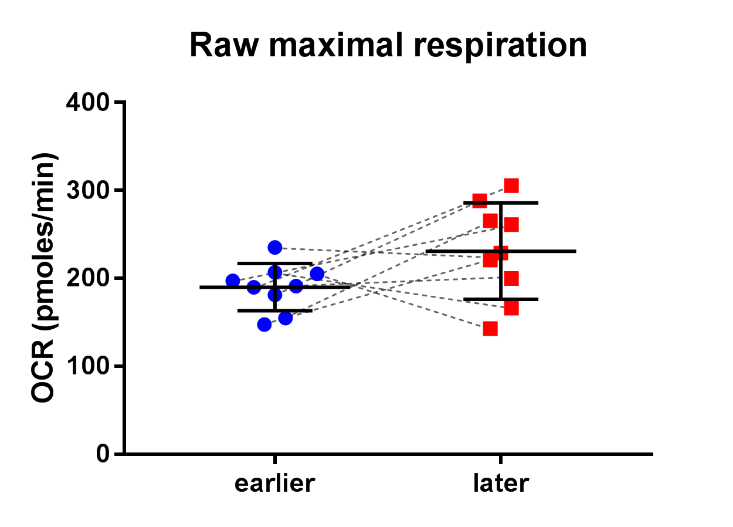 Raw maximal respiration
OCR (pmoles/min)
400
300
200
100
0
earlier
later